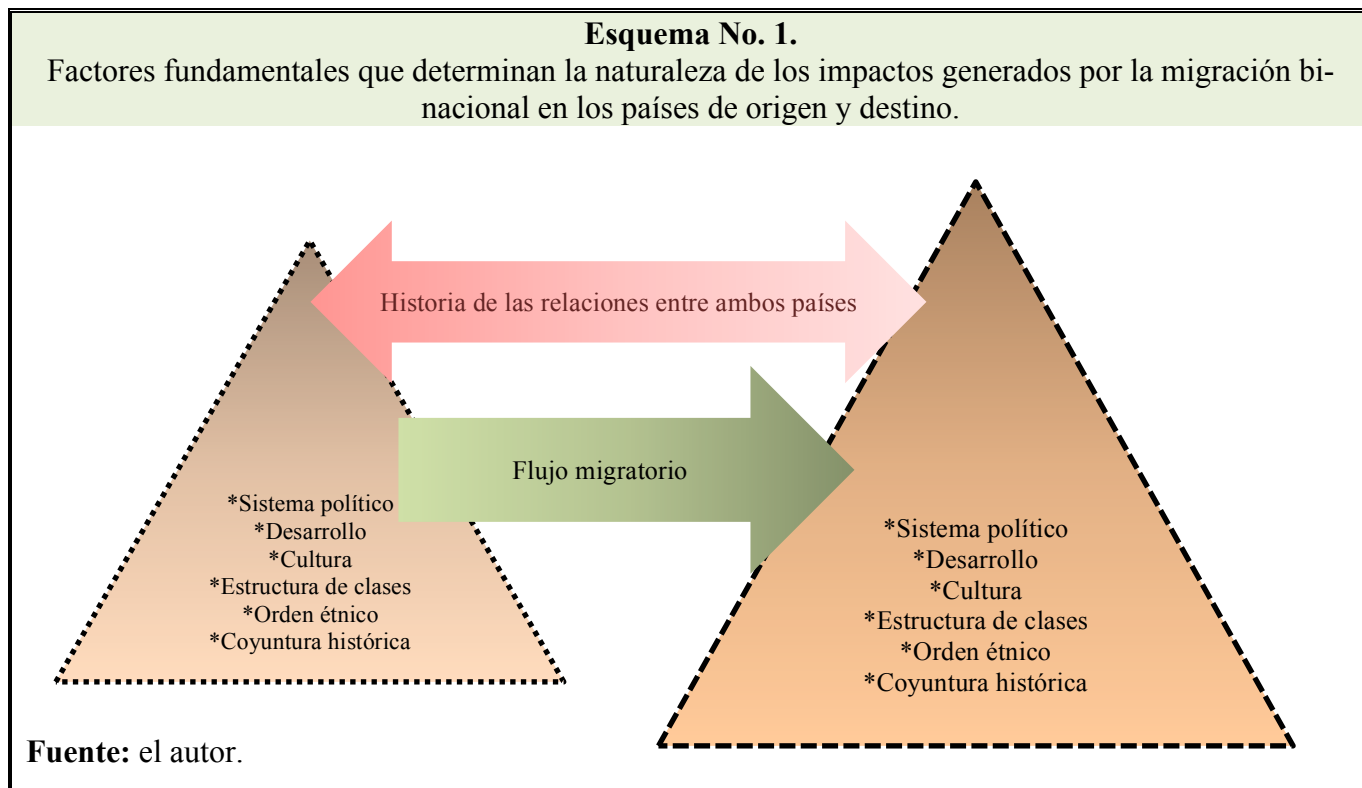 Esquema No. 1.
Factores fundamentales que determinan la naturaleza de los impactos generados por la migración bi-
nacional en los países de origen y destino.
Historia de las relaciones entre ambos países
Flujo migratorio
*Sistema político
*Desarrollo
*Cultura
*Estructura de clases
*Orden étnico
*Coyuntura histórica
*Sistema político
*Desarrollo
*Cultura
*Estructura de clases
*Orden étnico
*Coyuntura histórica
Fuente: el autor.